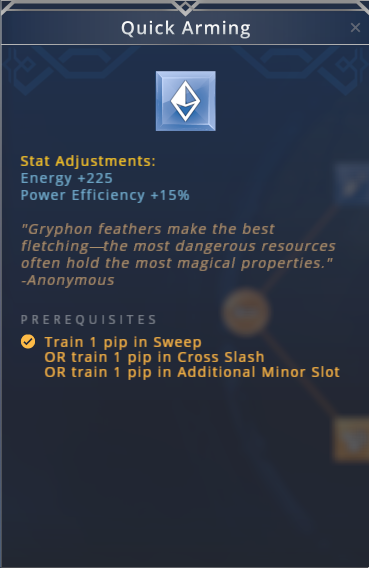 Quick Arming
Stat Adjustments:
Energy +225
Power Efficiency +15%
"Gryphon feathers make the best
fletching—the most dangerous resources
often hold the most magical properties."
-Anonymous
PREREQUISITES
Train 1 pip in Sweep
OR train 1 pip in Cross Slash
OR train 1 pip in Additional Minor Slot